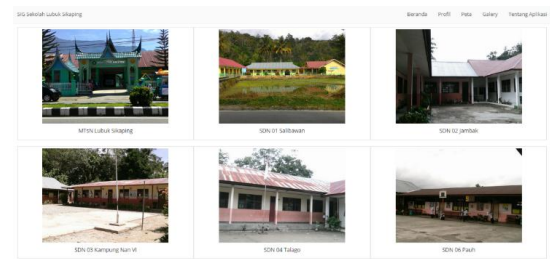 SIG Sekolah Lubuk Sikaping
Beranda Profil Peta Galery Tentang Aplikasi
MTsN Lubuk Sikaping
SDN 01 Salibawan
SDN 02 Jambak
SDN 03 Kampung Nan VI
SDN 04 Talago
SDN 06 Pauh